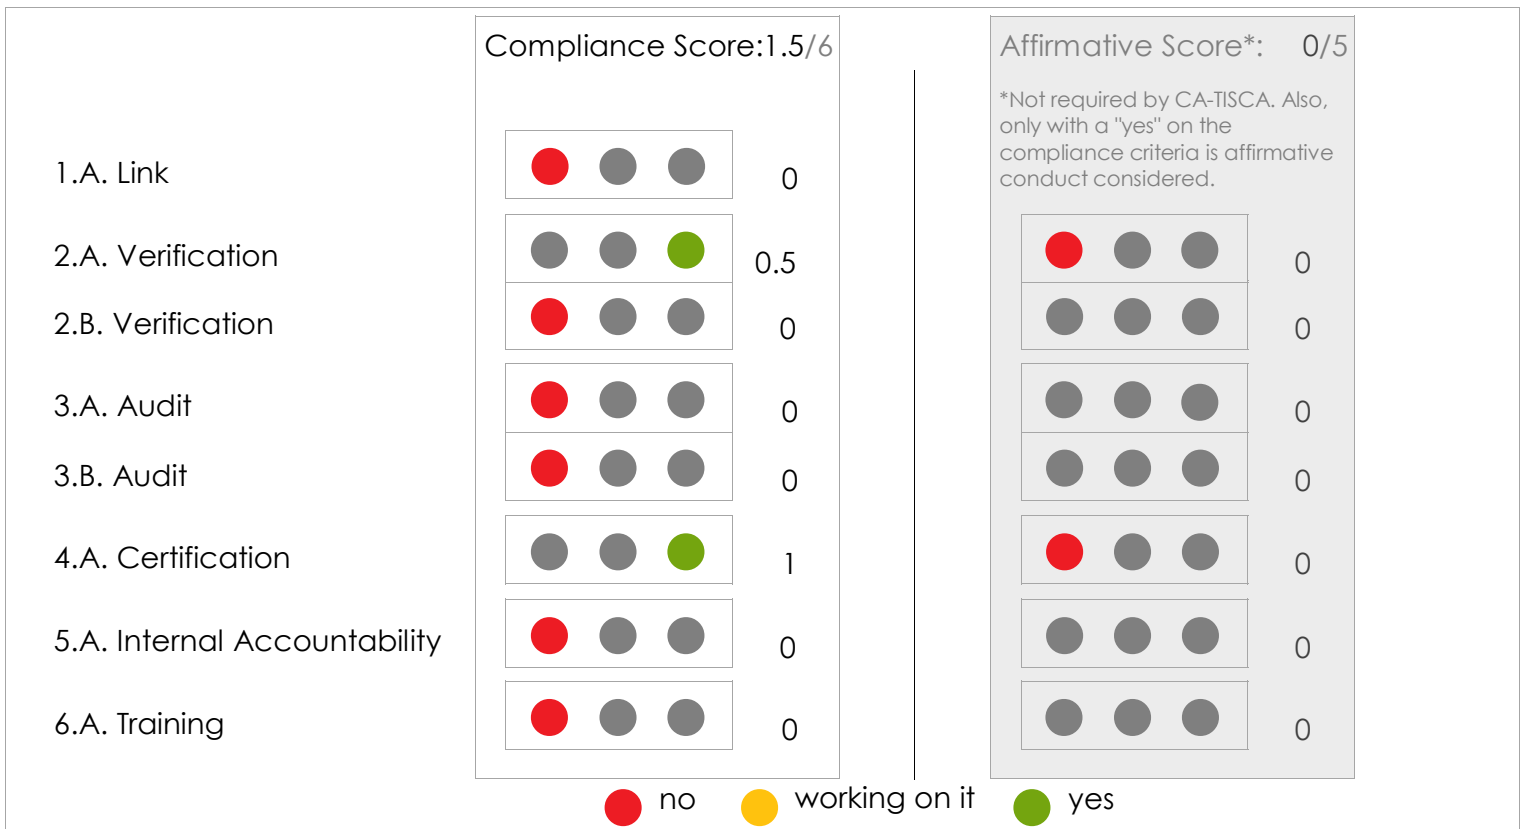 Compliance Score:1.5/6
Affirmative Score*: 0/5
*Not required by CA-TISCA. Also,
only with a "yes" on the
compliance criteria is affirmative
conduct considered.
1.A. Link 0
2.A. Verification 0.5 0
2.B. Verification 0 0
3.A. Audit 0 0
3.B. Audit 0 0
4.A. Certification 1 0
5.A. Internal Accountability 0 0
6.A. Training 0 0
no working on it yes